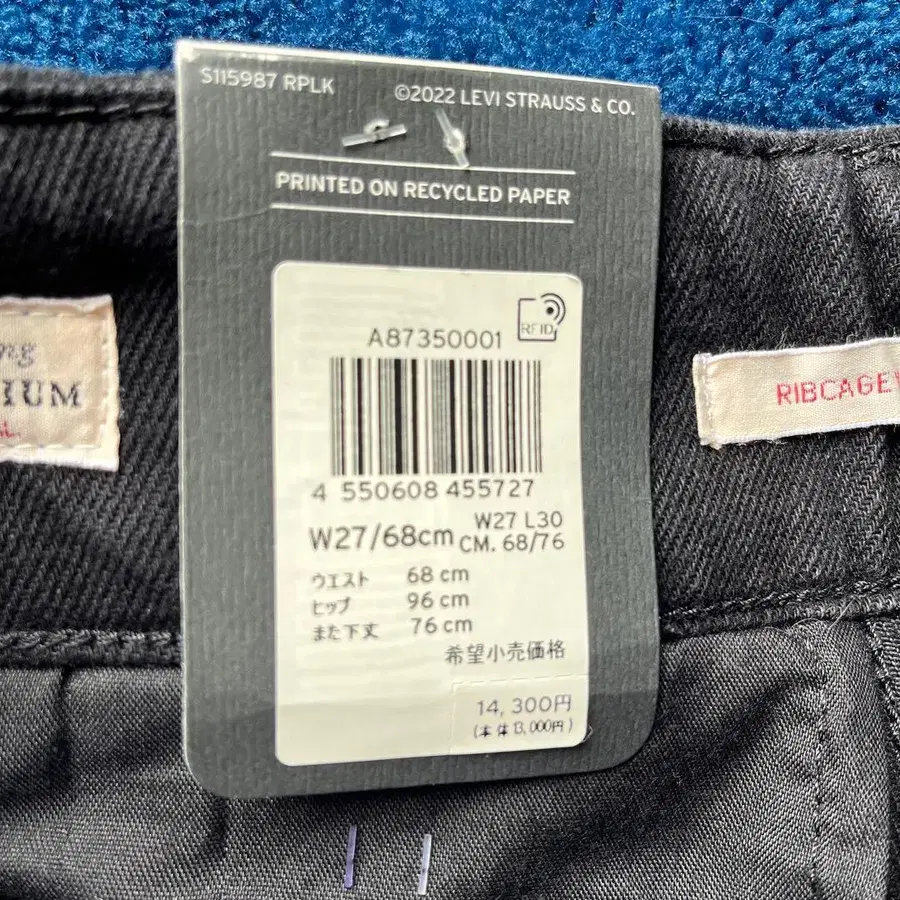 S115987 RPLK
©2022 LEVI STRAUSS & CO.
PRINTED ON RECYCLED PAPER
RFID
A87350001
4 550608 455727
W27/68cm
W27 L30
CM. 68/76
ウエスト 68 cm
ヒップ 96 cm
また下丈 76 cm
希望小売価格
14,300円
(本体13,000円)
RIBCAGE